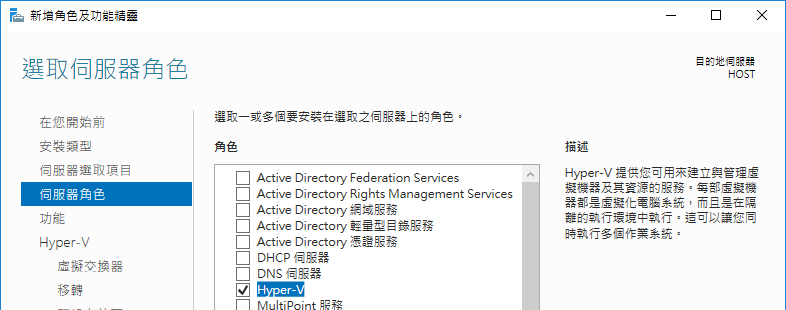 新增角色及功能精靈
選取伺服器角色
目的地伺服器
HOST
在您開始前
安裝類型
伺服器選取項目
伺服器角色
功能
Hyper-V
虛擬交換器
移轉
選取一或多個要安裝在選取之伺服器上的角色。
角色
Active Directory Federation Services
Active Directory Rights Management Services
Active Directory 網域服務
Active Directory 輕量型目錄服務
Active Directory 憑證服務
DHCP 伺服器
DNS 伺服器
Hyper-V
MultiPoint 服務
描述
Hyper-V 提供您可用來建立與管理虛
擬機器及其資源的服務。每部虛擬機
器都是虛擬化電腦系統，而且是在隔
離的執行環境中執行。這可以讓您同
時執行多個作業系統。